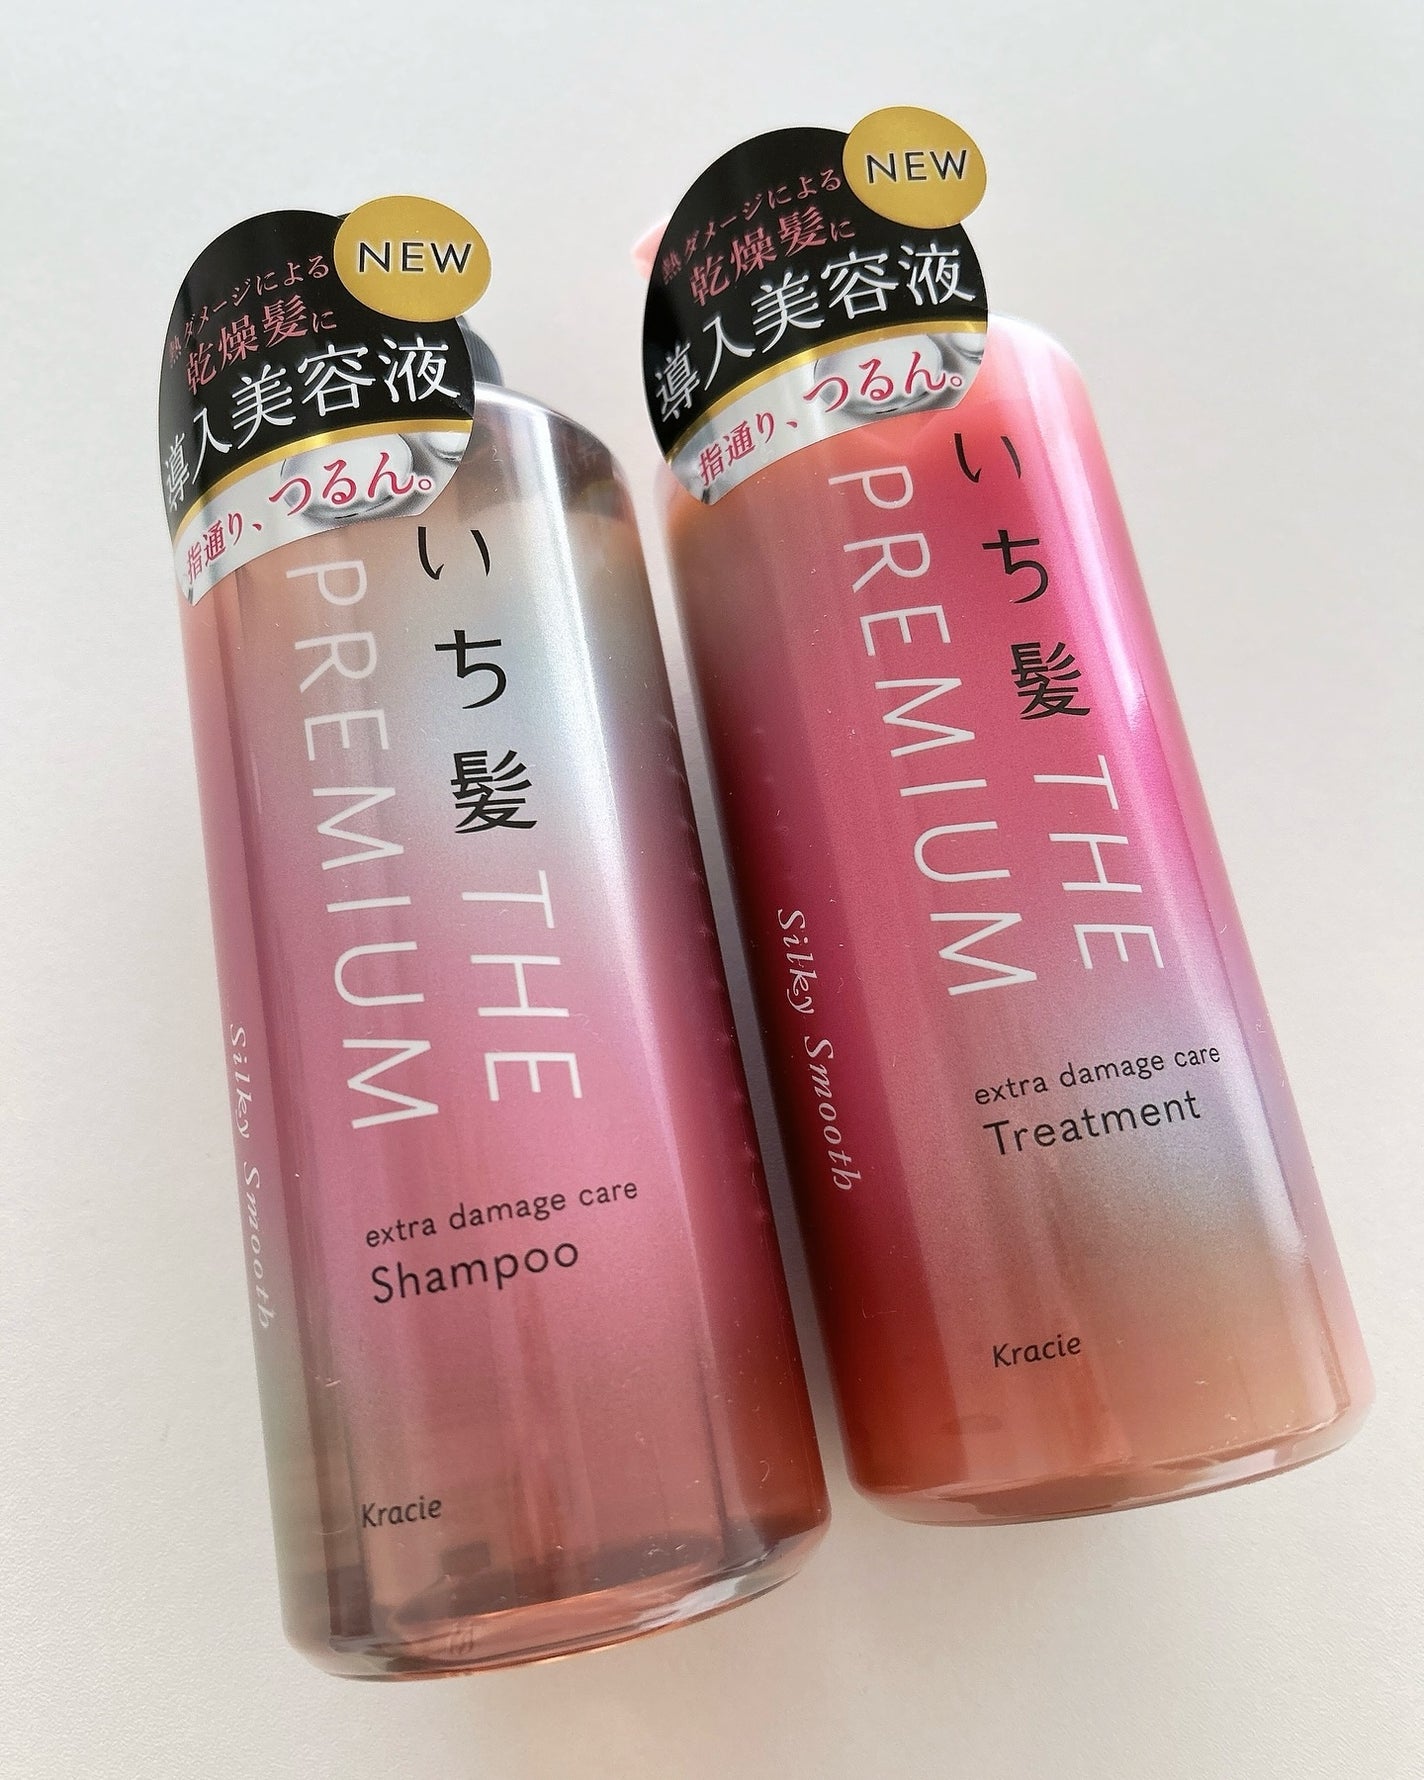 NEW
熱ダメージによる
乾燥髪に
導入美容液
指通り、つるん。
いち髪 THE
PREMIUM
Silky Smooth
extra damage care
Shampoo
Kracie
NEW
熱ダメージによる
乾燥髪に
導入美容液
指通り、つるん。
いち髪 THE
PREMIUM
Silky Smooth
extra damage care
Treatment
Kracie